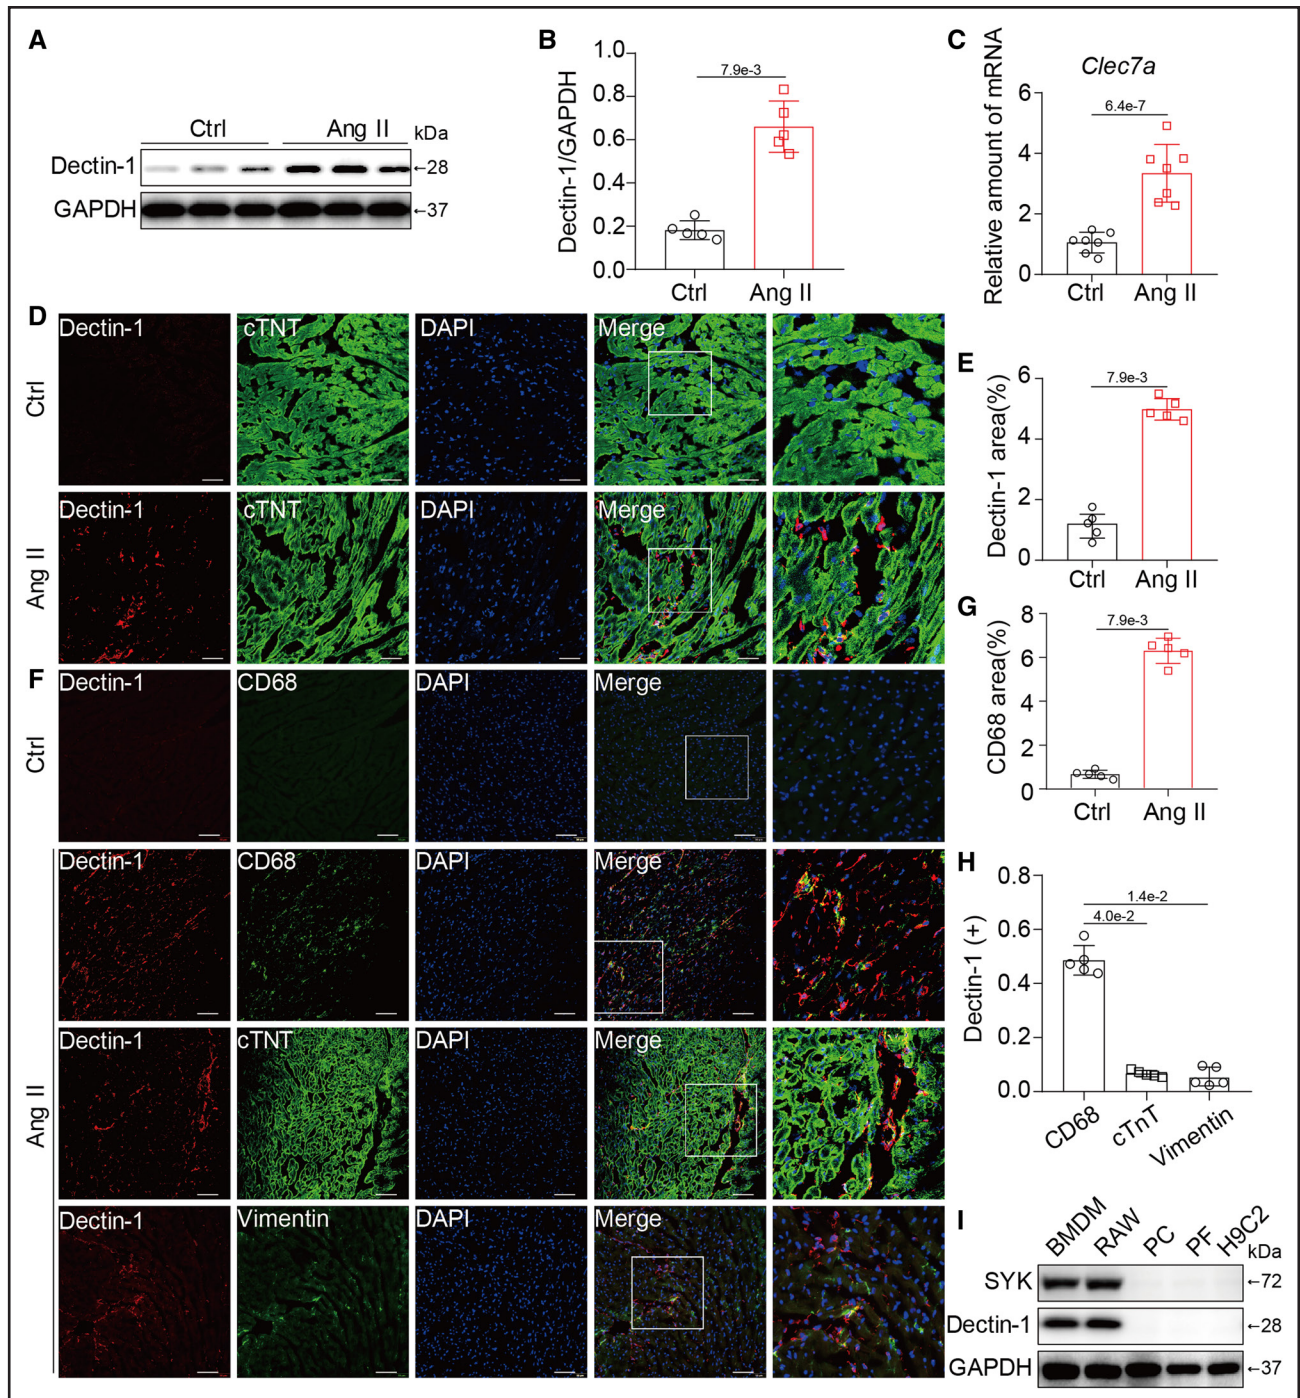 A
Ctrl
Ang II
kDa
Dectin-1
←28
GAPDH
←37
B
Dectin-1/GAPDH
1.0
0.8
0.6
0.4
0.2
0.0
7.9e-3
Ctrl
Ang II
C
Clec7a
Relative amount of mRNA
6
4
2
0
6.4e-7
Ctrl
Ang II
D
Ctrl
Dectin-1
cTNT
DAPI
Merge
Ang II
Dectin-1
cTNT
DAPI
Merge
E
Dectin-1 area(%)
6
4
2
0
7.9e-3
Ctrl
Ang II
F
Ctrl
Dectin-1
CD68
DAPI
Merge
Ang II
Dectin-1
CD68
DAPI
Merge
Dectin-1
cTNT
DAPI
Merge
Dectin-1
Vimentin
DAPI
Merge
G
CD68 area(%)
8
6
4
2
0
7.9e-3
Ctrl
Ang II
H
Dectin-1 (+)
0.8
0.6
0.4
0.2
0.0
1.4e-2
4.0e-2
CD68
cTnT
Vimentin
I
BMDM
RAW
PC
PF
H9C2
kDa
SYK
←72
Dectin-1
←28
GAPDH
←37